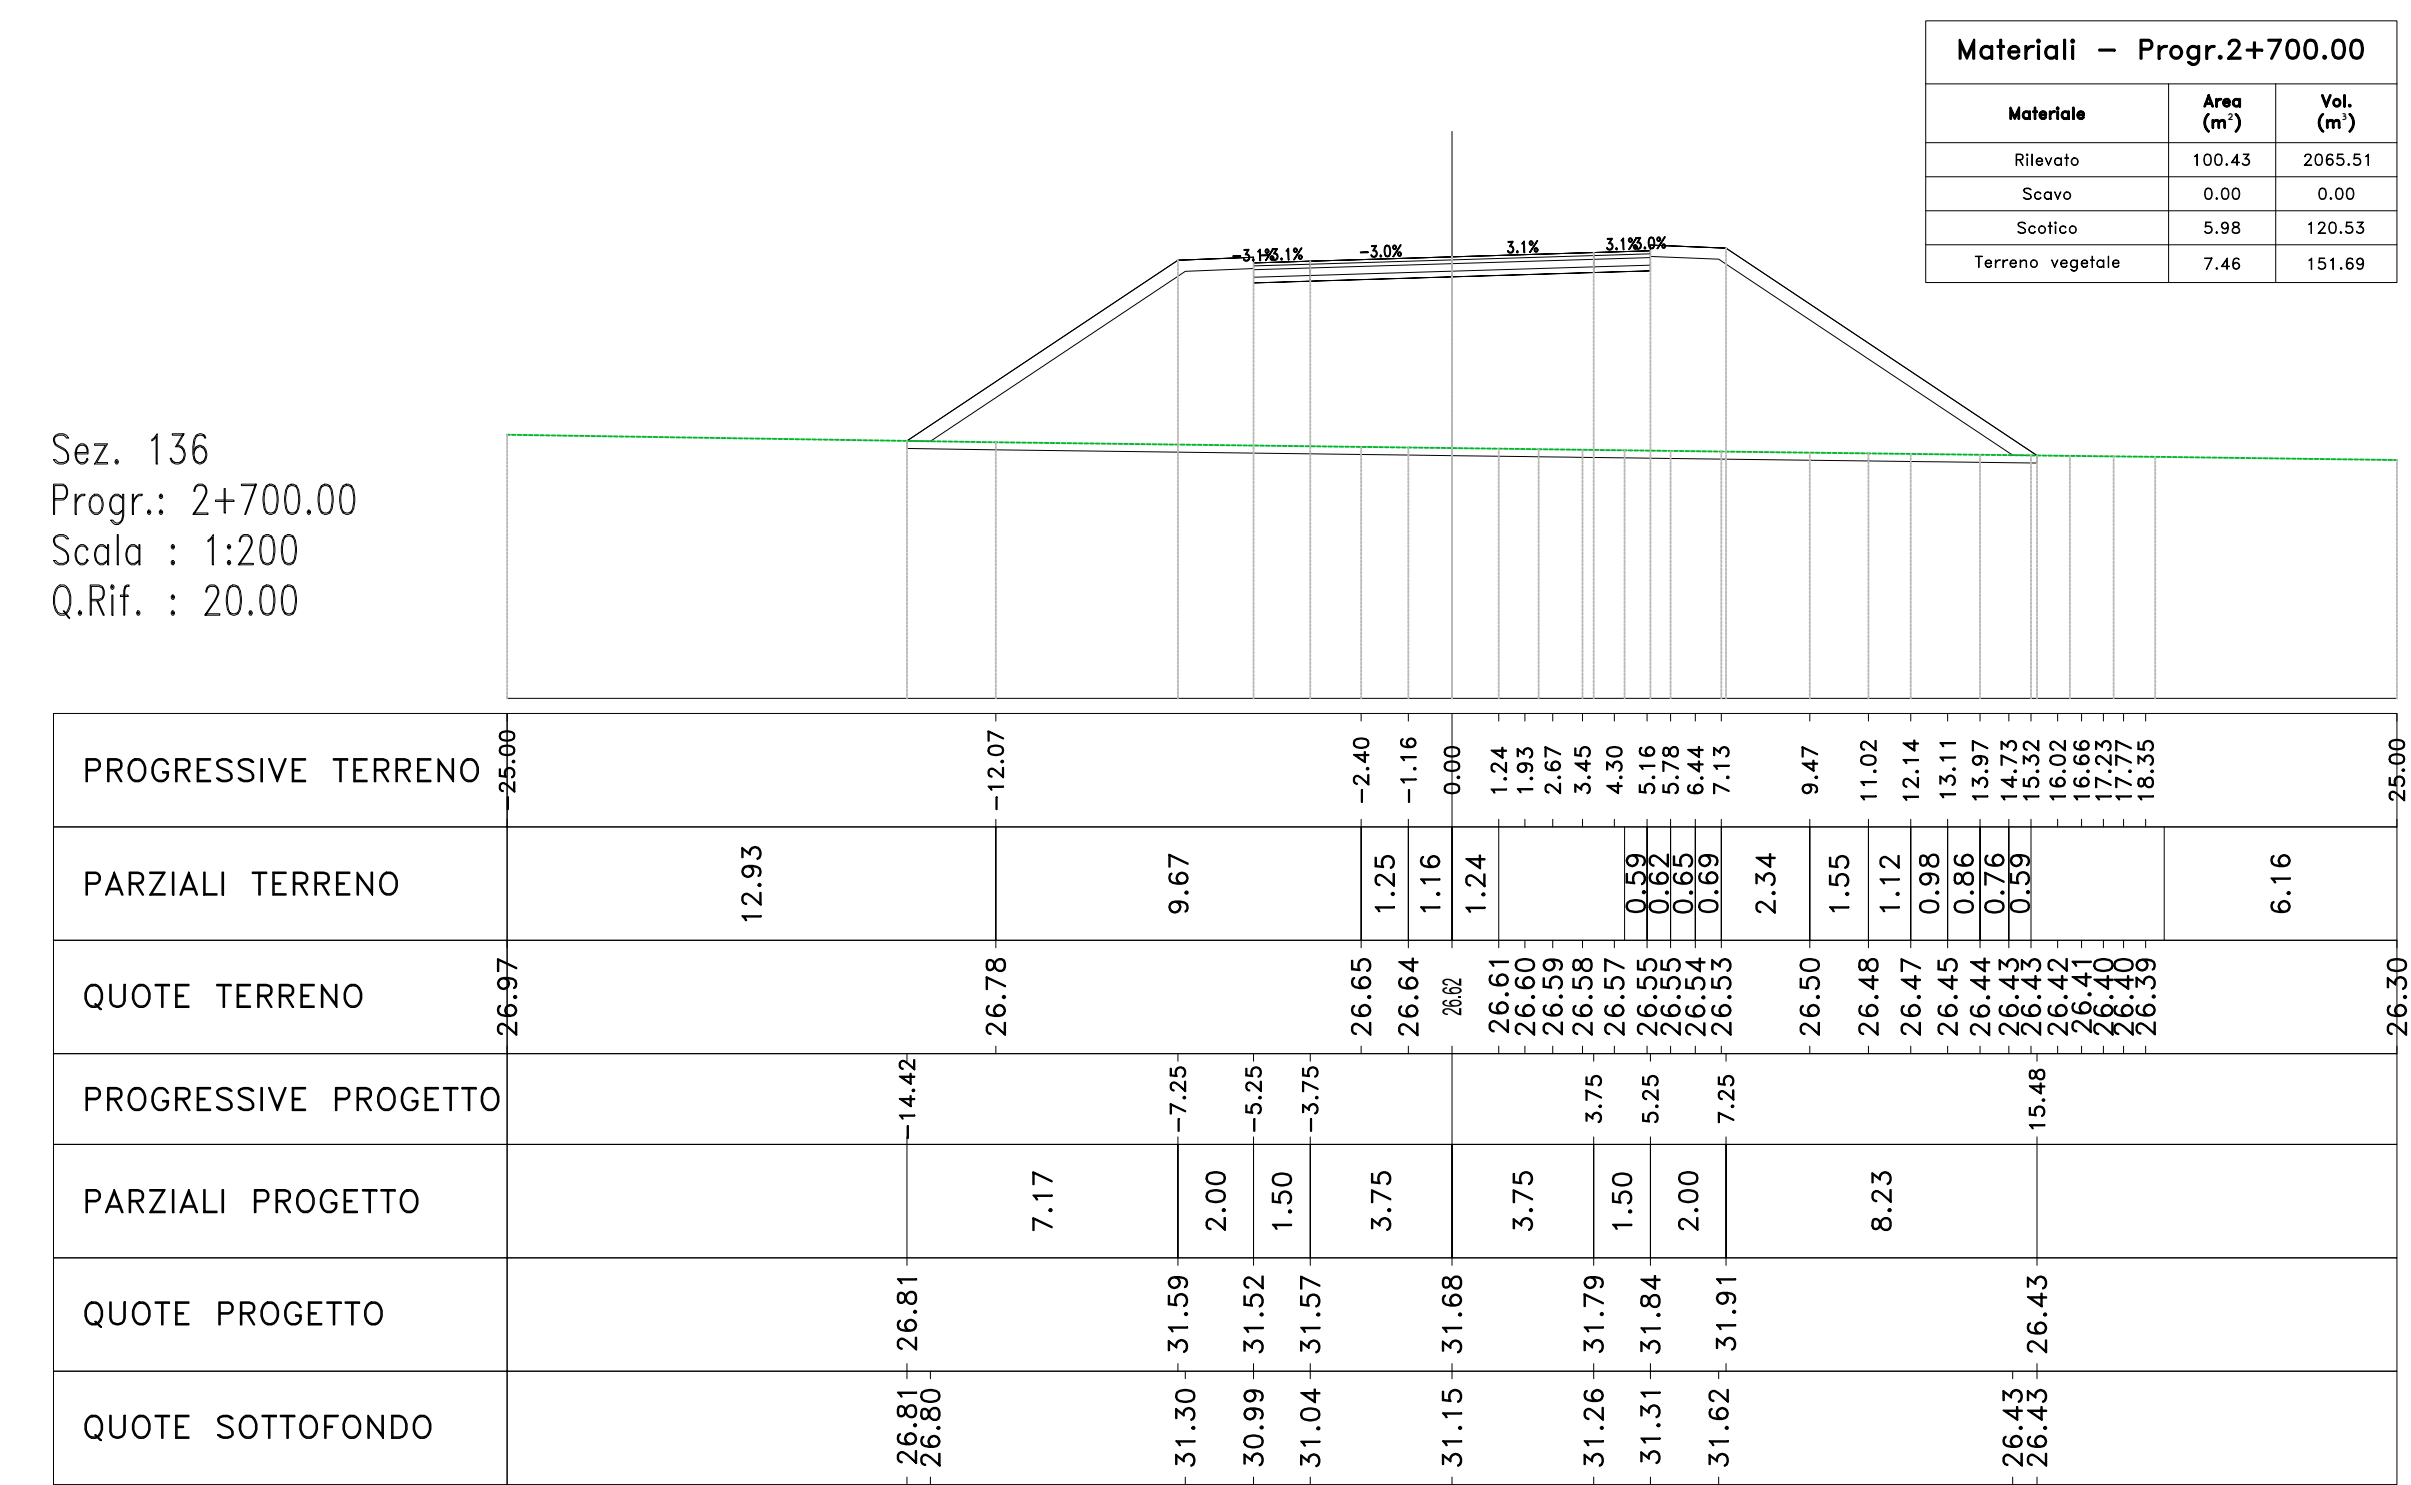 Materiali - Progr.2+700.00
Materiale Area (m²) Vol. (m³)
Rilevato 100.43 2065.51
Scavo 0.00 0.00
Scotico 5.98 120.53
Terreno vegetale 7.46 151.69
-3.1% -3.1% -3.0% 3.1% 3.1% 3.0%
Sez. 136
Progr.: 2+700.00
Scala : 1:200
Q.Rif. : 20.00
PROGRESSIVE TERRENO -25.00 -12.07 -2.40 -1.16 0.00 1.24 1.93 2.67 3.45 4.30 5.16 5.78 6.44 7.13 9.47 11.02 12.14 13.11 13.97 14.73 15.32 16.02 16.66 17.23 17.77 18.35 25.00
PARZIALI TERRENO 12.93 9.67 1.25 1.16 1.24 0.59 0.62 0.65 0.69 2.34 1.55 1.12 0.98 0.86 0.76 0.59 6.16
QUOTE TERRENO 26.97 26.78 26.65 26.64 26.62 26.61 26.60 26.59 26.58 26.57 26.55 26.55 26.54 26.53 26.50 26.48 26.47 26.45 26.44 26.43 26.43 26.42 26.41 26.40 26.40 26.39 26.30
PROGRESSIVE PROGETTO -14.42 -7.25 -5.25 -3.75 3.75 5.25 7.25 15.48
PARZIALI PROGETTO 7.17 2.00 1.50 3.75 3.75 1.50 2.00 8.23
QUOTE PROGETTO 26.81 31.59 31.52 31.57 31.68 31.79 31.84 31.91 26.43
QUOTE SOTTOFONDO 26.81 26.80 31.30 30.99 31.04 31.15 31.26 31.31 31.62 26.43 26.43